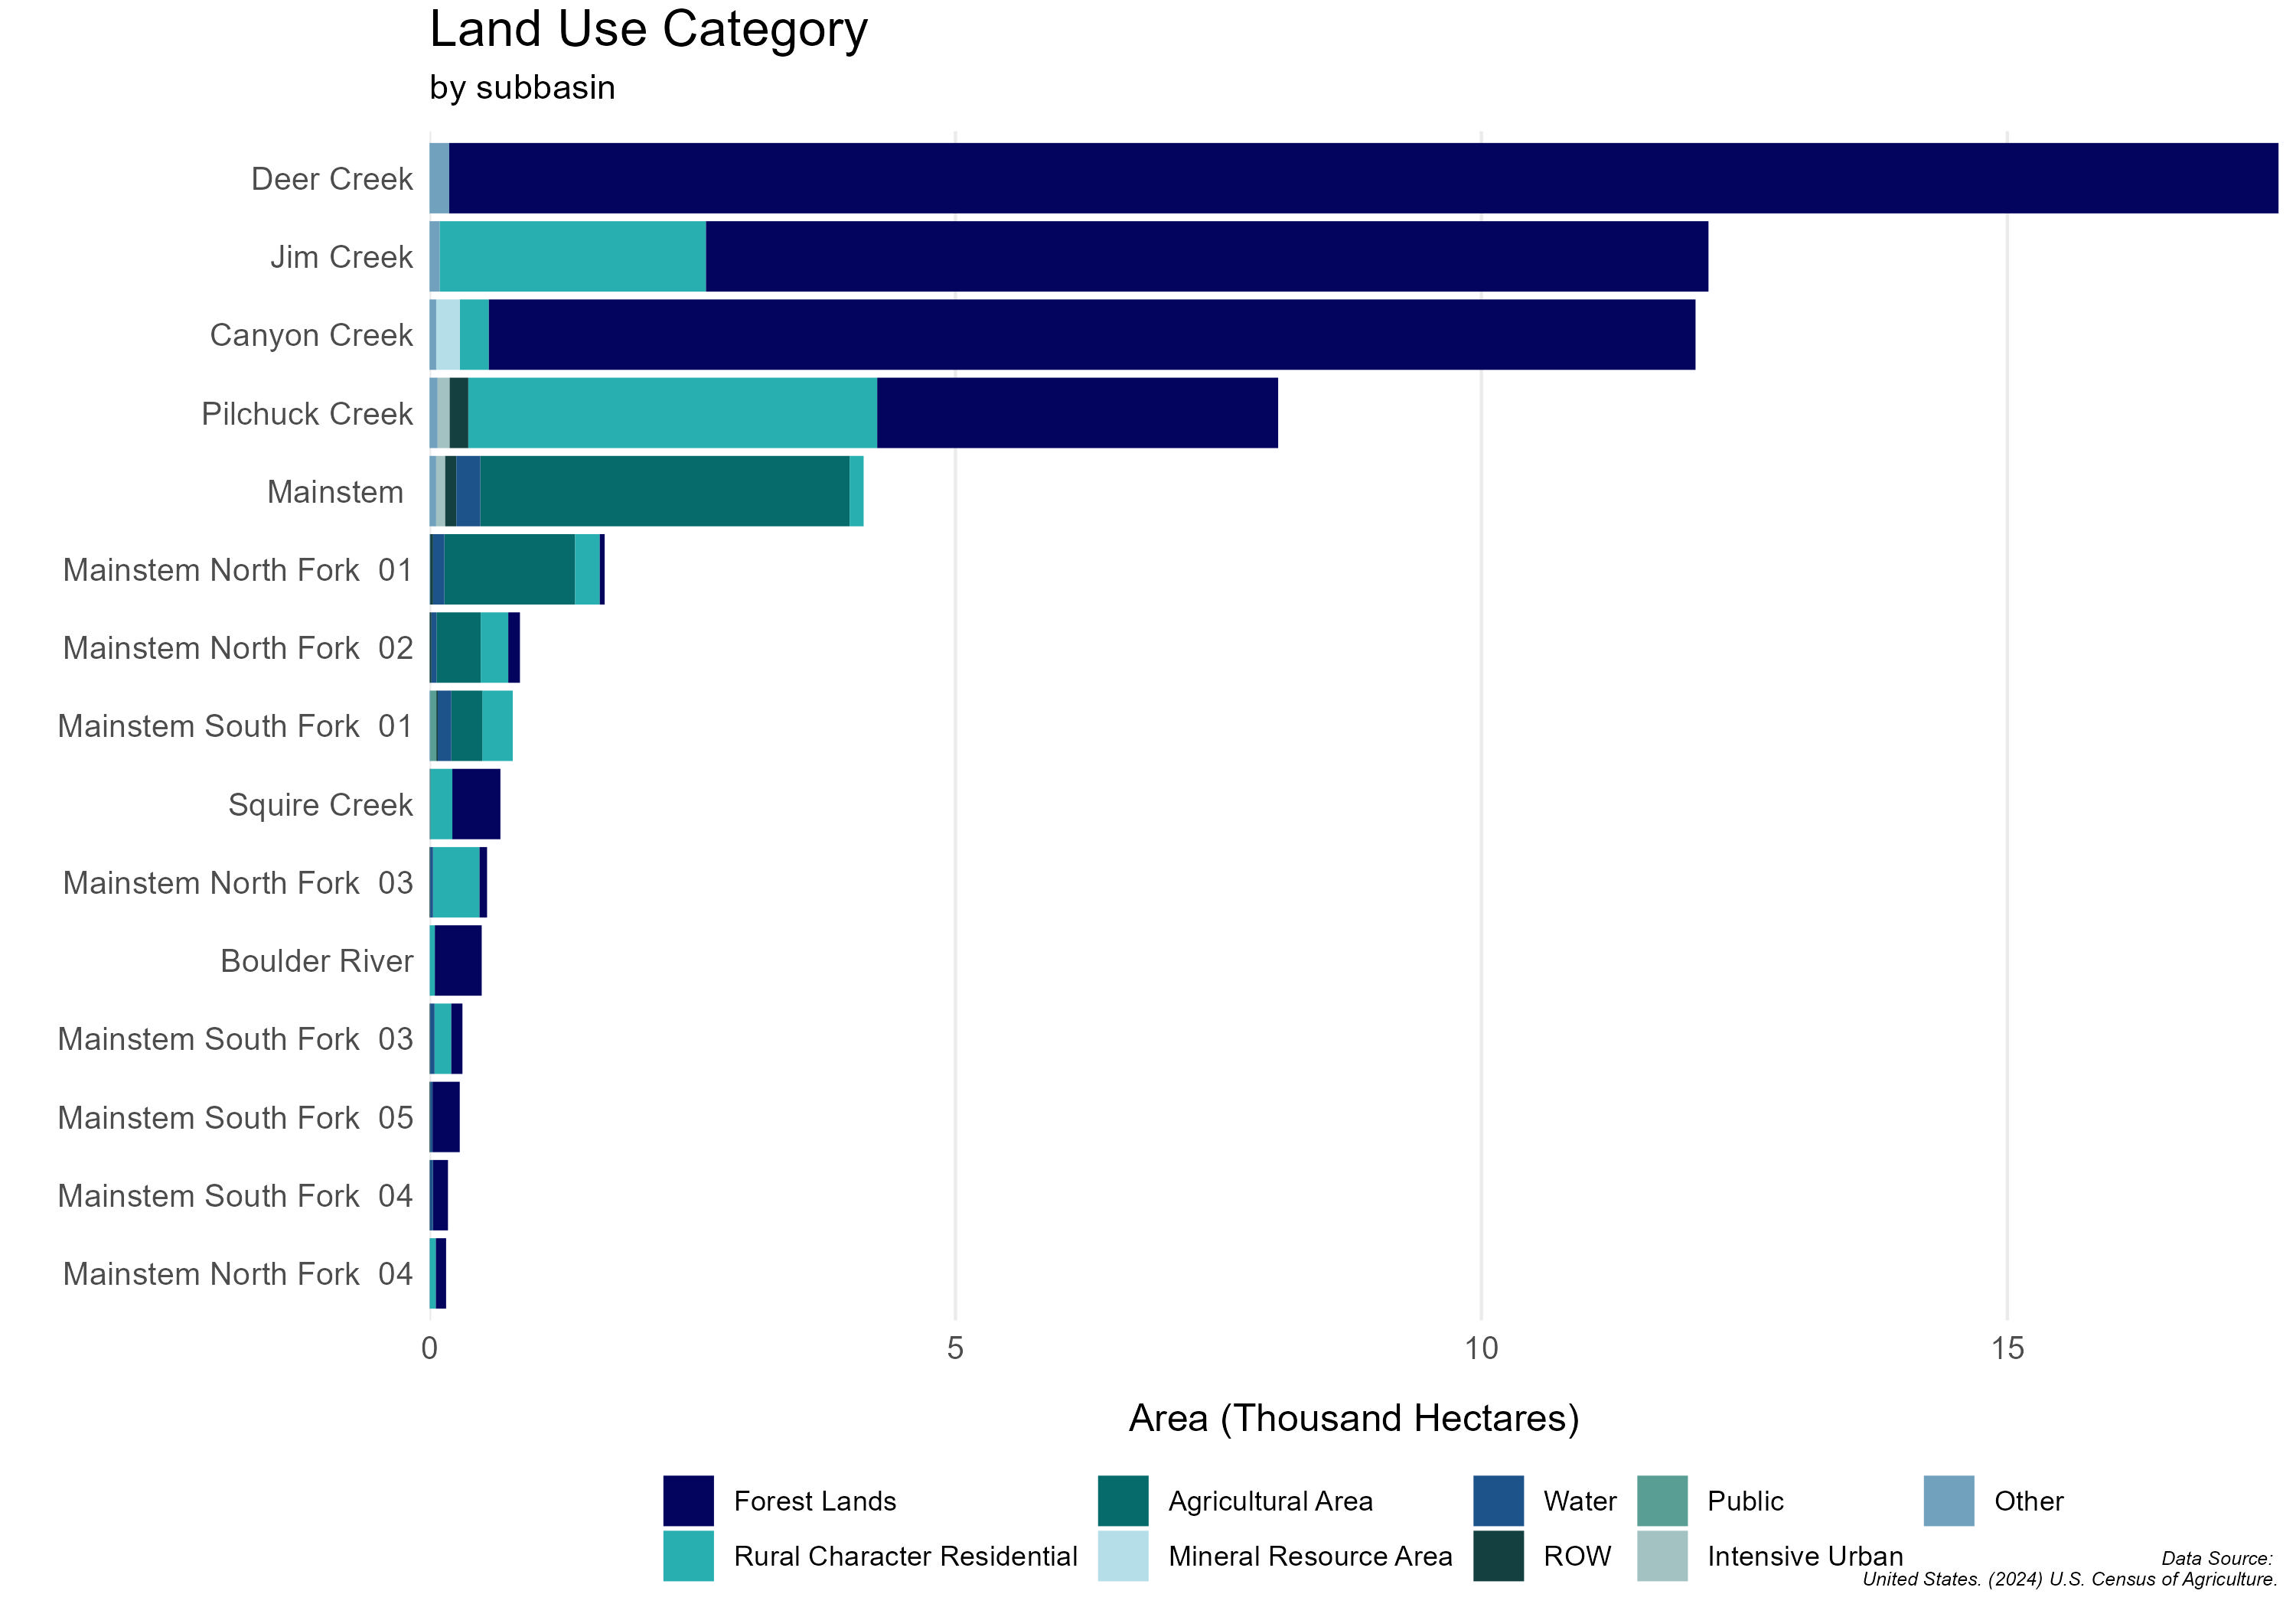 Land Use Category
by subbasin
Deer Creek
Jim Creek
Canyon Creek
Pilchuck Creek
Mainstem
Mainstem North Fork  01
Mainstem North Fork  02
Mainstem South Fork  01
Squire Creek
Mainstem North Fork  03
Boulder River
Mainstem South Fork  03
Mainstem South Fork  05
Mainstem South Fork  04
Mainstem North Fork  04
0 5 10 15
Area (Thousand Hectares)
Forest Lands Agricultural Area Water Public Other
Rural Character Residential Mineral Resource Area ROW Intensive Urban
Data Source:
United States. (2024) U.S. Census of Agriculture.